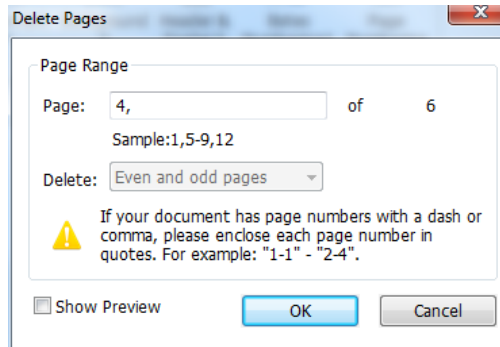 Delete Pages
Page Range
Page: 4, of 6
Sample:1,5-9,12
Delete: Even and odd pages
If your document has page numbers with a dash or
comma, please enclose each page number in
quotes. For example: "1-1" - "2-4".
Show Preview OK Cancel